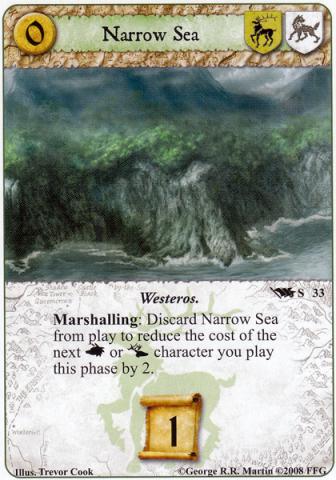 0
Narrow Sea
Westeros.
S 33
Marshalling: Discard Narrow Sea
from play to reduce the cost of the
next or character you play
this phase by 2.
1
Illus. Trevor Cook
©George R.R. Martin ©2008 FFG